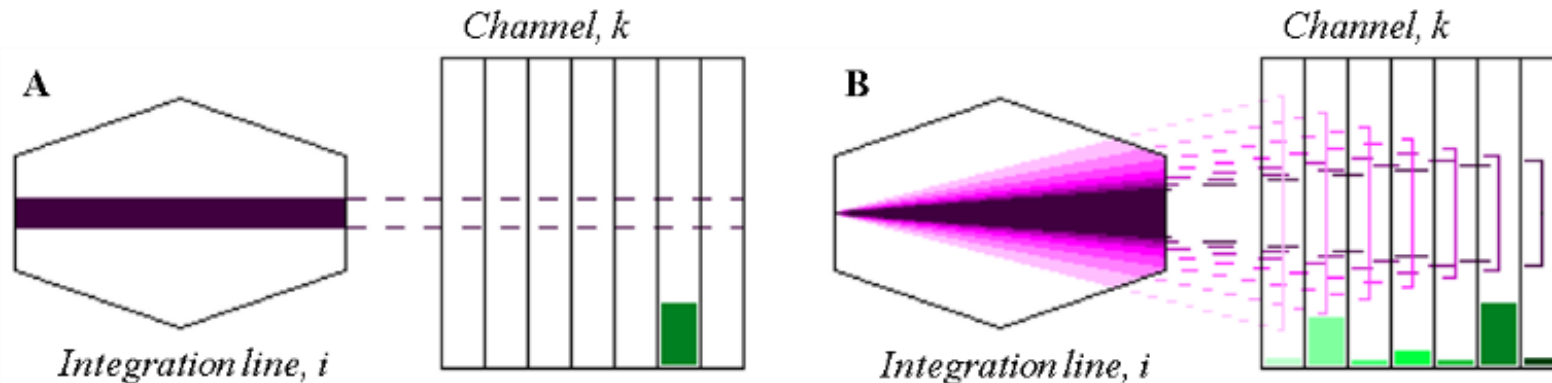 Channel, k
A
Integration line, i
Channel, k
B
Integration line, i